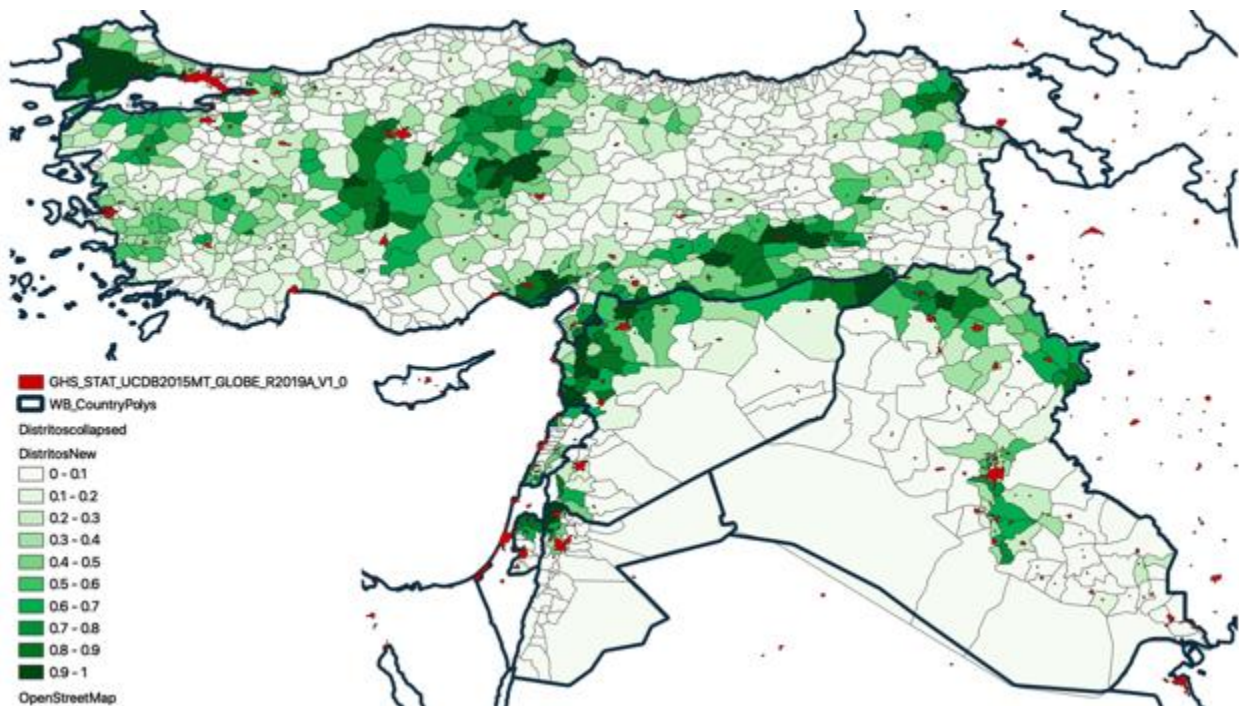 GHS_STAT_UCDB2015MT_GLOBE_R2019A_V1_0
WB_CountryPolys
Distritoscollapsed
DistritosNew
0 - 0.1
0.1 - 0.2
0.2 - 0.3
0.3 - 0.4
0.4 - 0.5
0.5 - 0.6
0.6 - 0.7
0.7 - 0.8
0.8 - 0.9
0.9 - 1
OpenStreetMap